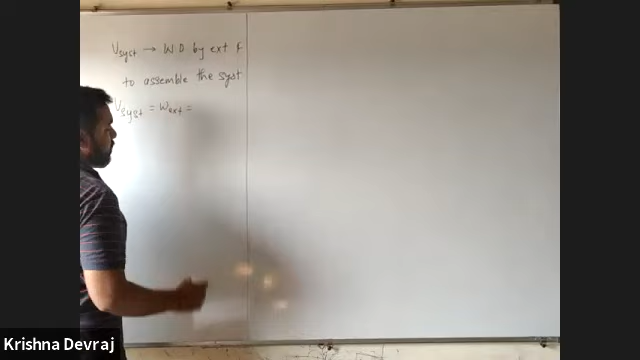 Usyst → W D by ext f
to assemble the syst
Usyst = Wext =
Krishna Devraj